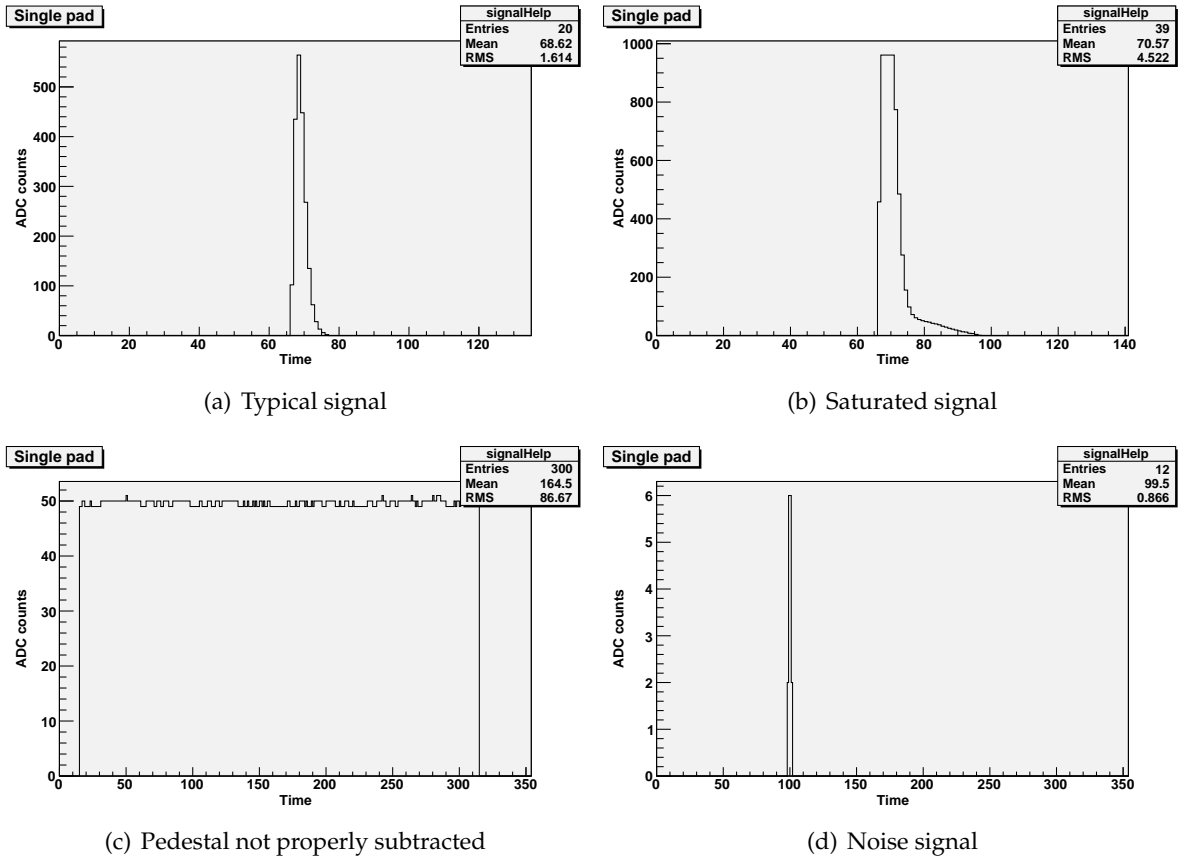 Single pad
signalHelp
Entries 20
Mean 68.62
RMS 1.614
ADC counts
500
400
300
200
100
0
0 20 40 60 80 100 120
Time
(a) Typical signal
Single pad
signalHelp
Entries 39
Mean 70.57
RMS 4.522
ADC counts
1000
800
600
400
200
0
0 20 40 60 80 100 120 140
Time
(b) Saturated signal
Single pad
signalHelp
Entries 300
Mean 164.5
RMS 86.67
ADC counts
50
40
30
20
10
0
0 50 100 150 200 250 300 350
Time
(c) Pedestal not properly subtracted
Single pad
signalHelp
Entries 12
Mean 99.5
RMS 0.866
ADC counts
6
5
4
3
2
1
0
0 50 100 150 200 250 300 350
Time
(d) Noise signal